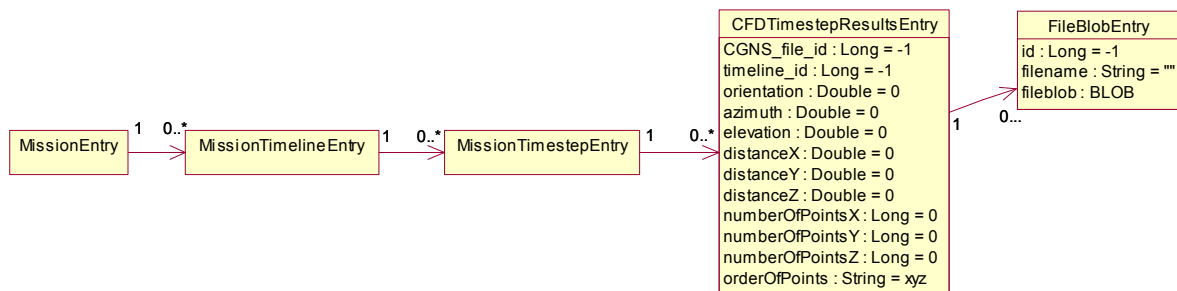 MissionEntry
1
0..*
MissionTimelineEntry
1
0..*
MissionTimestepEntry
1
0..*
CFDTimestepResultsEntry
CGNS_file_id : Long = -1
timeline_id : Long = -1
orientation : Double = 0
azimuth : Double = 0
elevation : Double = 0
distanceX : Double = 0
distanceY : Double = 0
distanceZ : Double = 0
numberOfPointsX : Long = 0
numberOfPointsY : Long = 0
numberOfPointsZ : Long = 0
orderOfPoints : String = xyz
1
0...
FileBlobEntry
id : Long = -1
filename : String = ""
fileblob : BLOB